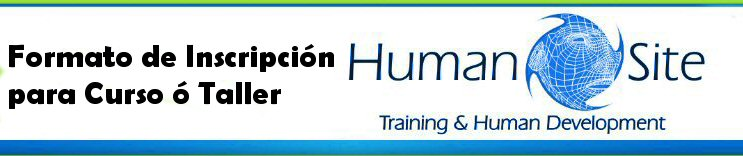 Formato de Inscripción
para Curso ó Taller
Human Site
Training & Human Development